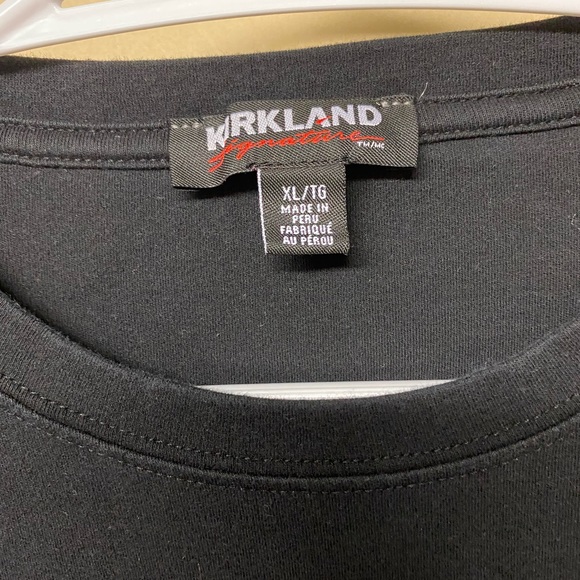 KIRKLAND
Signature
TM/MC
XL/TG
MADE IN
PERU
FABRIQUÉ
AU PÉROU